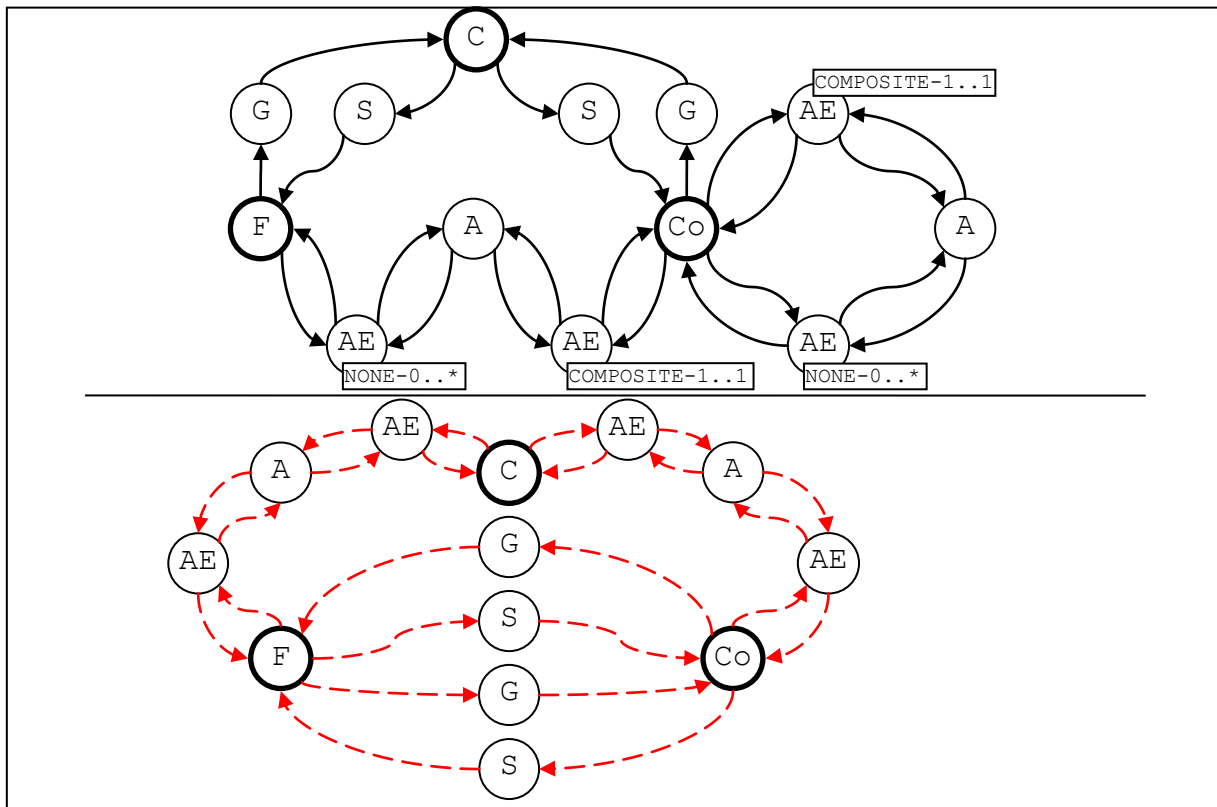 C
COMPOSITE-1..1
G
S
S
G
AE
F
A
Co
A
AE
AE
AE
NONE-0..*
COMPOSITE-1..1
NONE-0..*
AE
AE
A
C
A
AE
G
AE
S
F
Co
G
S